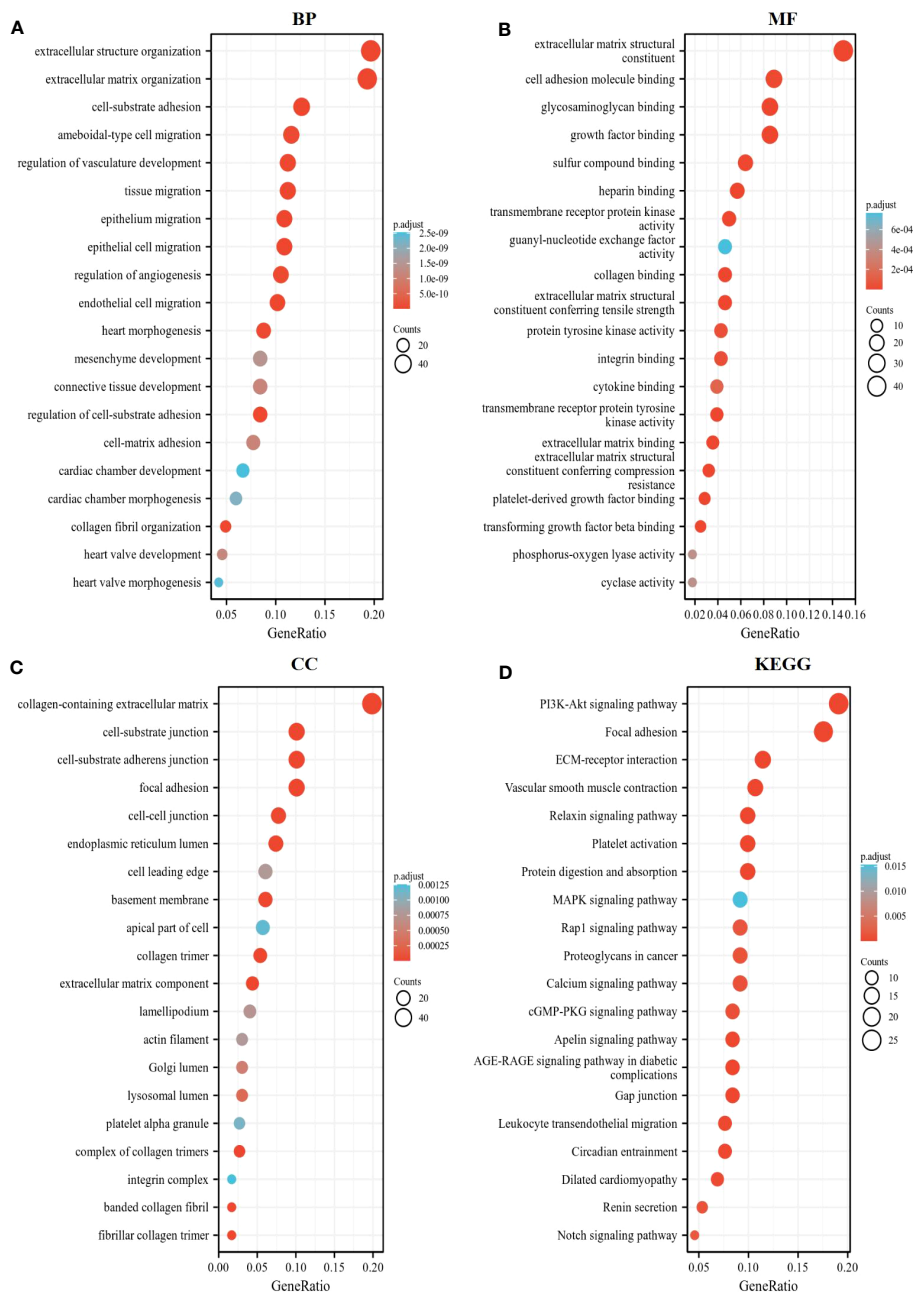 A
BP
extracellular structure organization
extracellular matrix organization
cell-substrate adhesion
ameboidal-type cell migration
regulation of vasculature development
tissue migration
epithelium migration
epithelial cell migration
regulation of angiogenesis
endothelial cell migration
heart morphogenesis
mesenchyme development
connective tissue development
regulation of cell-substrate adhesion
cell-matrix adhesion
cardiac chamber development
cardiac chamber morphogenesis
collagen fibril organization
heart valve development
heart valve morphogenesis
0.05 0.10 0.15 0.20
GeneRatio
p.adjust
2.5e-09
2.0e-09
1.5e-09
1.0e-09
5.0e-10
Counts
20
40
B
MF
extracellular matrix structural
constituent
cell adhesion molecule binding
glycosaminoglycan binding
growth factor binding
sulfur compound binding
heparin binding
transmembrane receptor protein kinase
activity
guanyl-nucleotide exchange factor
activity
collagen binding
extracellular matrix structural
constituent conferring tensile strength
protein tyrosine kinase activity
integrin binding
cytokine binding
transmembrane receptor protein tyrosine
kinase activity
extracellular matrix binding
extracellular matrix structural
constituent conferring compression
resistance
platelet-derived growth factor binding
transforming growth factor beta binding
phosphorus-oxygen lyase activity
cyclase activity
0.02 0.04 0.06 0.08 0.10 0.12 0.14 0.16
GeneRatio
p.adjust
6e-04
4e-04
2e-04
Counts
10
20
30
40
C
CC
collagen-containing extracellular matrix
cell-substrate junction
cell-substrate adherens junction
focal adhesion
cell-cell junction
endoplasmic reticulum lumen
cell leading edge
basement membrane
apical part of cell
collagen trimer
extracellular matrix component
lamellipodium
actin filament
Golgi lumen
lysosomal lumen
platelet alpha granule
complex of collagen trimers
integrin complex
banded collagen fibril
fibrillar collagen trimer
0.00 0.05 0.10 0.15 0.20
GeneRatio
p.adjust
0.00125
0.00100
0.00075
0.00050
0.00025
Counts
20
40
D
KEGG
PI3K-Akt signaling pathway
Focal adhesion
ECM-receptor interaction
Vascular smooth muscle contraction
Relaxin signaling pathway
Platelet activation
Protein digestion and absorption
MAPK signaling pathway
Rap1 signaling pathway
Proteoglycans in cancer
Calcium signaling pathway
cGMP-PKG signaling pathway
Apelin signaling pathway
AGE-RAGE signaling pathway in diabetic
complications
Gap junction
Leukocyte transendothelial migration
Circadian entrainment
Dilated cardiomyopathy
Renin secretion
Notch signaling pathway
0.05 0.10 0.15 0.20
GeneRatio
p.adjust
0.015
0.010
0.005
Counts
10
15
20
25